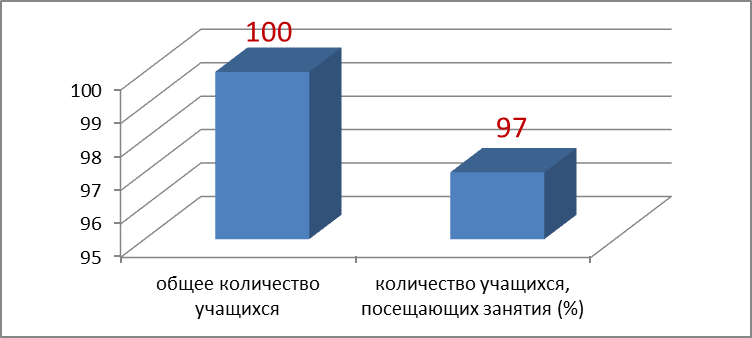 100
97
100
99
98
97
96
95
общее количество
учащихся
количество учащихся,
посещающих занятия (%)